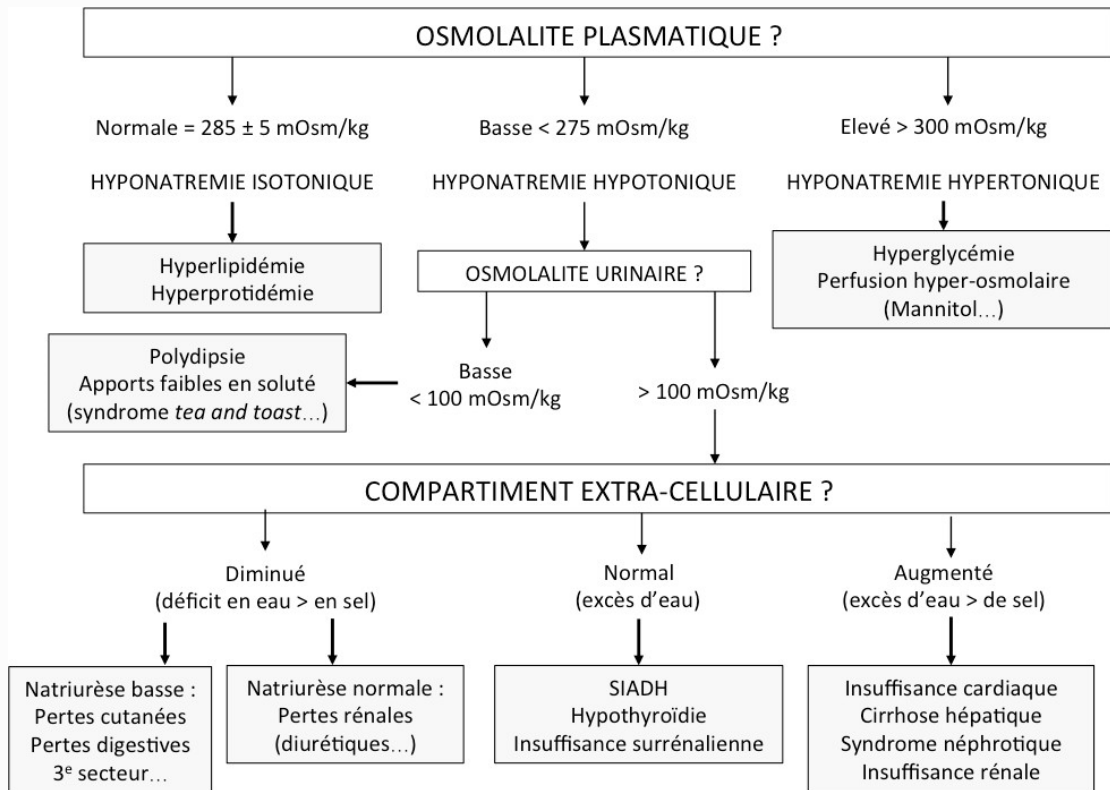 OSMOLALITE PLASMATIQUE ?
Normale = 285 ± 5 mOsm/kg
Basse < 275 mOsm/kg
Elevé > 300 mOsm/kg
HYPONATREMIE ISOTONIQUE
HYPONATREMIE HYPOTONIQUE
HYPONATREMIE HYPERTONIQUE
Hyperlipidémie
Hyperprotidémie
OSMOLALITE URINAIRE ?
Hyperglycémie
Perfusion hyper-osmolaire
(Mannitol…)
Polydipsie
Apports faibles en soluté
(syndrome tea and toast…)
Basse
< 100 mOsm/kg
> 100 mOsm/kg
COMPARTIMENT EXTRA-CELLULAIRE ?
Diminué
(déficit en eau > en sel)
Normal
(excès d'eau)
Augmenté
(excès d'eau > de sel)
Natriurèse basse :
Pertes cutanées
Pertes digestives
3e secteur…
Natriurèse normale :
Pertes rénales
(diurétiques…)
SIADH
Hypothyroïdie
Insuffisance surrénalienne
Insuffisance cardiaque
Cirrhose hépatique
Syndrome néphrotique
Insuffisance rénale